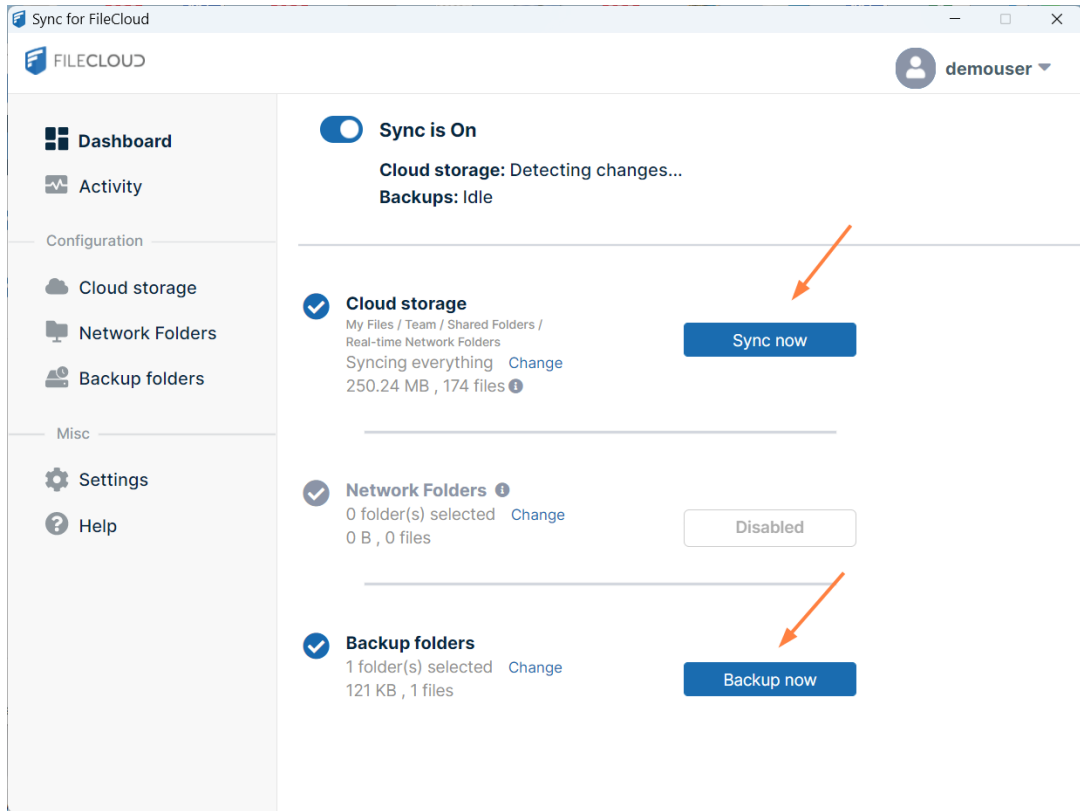 Sync for FileCloud
FILECLOUD
demouser
Dashboard
Activity
Configuration
Cloud storage
Network Folders
Backup folders
Misc
Settings
Help
Sync is On
Cloud storage: Detecting changes...
Backups: Idle
Cloud storage
My Files / Team / Shared Folders /
Real-time Network Folders
Syncing everything Change
250.24 MB , 174 files
Sync now
Network Folders
0 folder(s) selected Change
0 B , 0 files
Disabled
Backup folders
1 folder(s) selected Change
121 KB , 1 files
Backup now